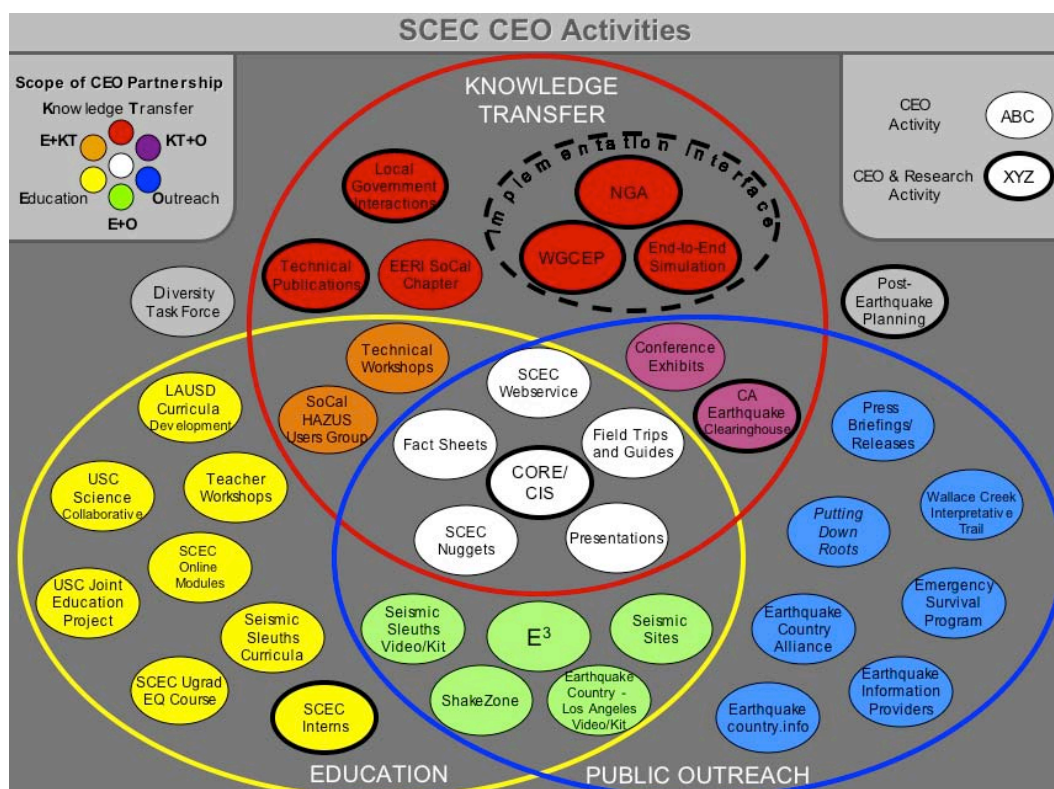 SCEC CEO Activities
Scope of CEO Partnership
Knowledge Transfer
E+KT
KT+O
Education
Outreach
E+O
KNOWLEDGE
TRANSFER
CEO
Activity
ABC
CEO & Research
Activity
XYZ
Implementation Interface
Local
Government
Interactions
NGA
Technical
Publications
EERI SoCal
Chapter
WGCEP
End-to-End
Simulation
Diversity
Task Force
Post-
Earthquake
Planning
Technical
Workshops
SCEC
Webservice
Conference
Exhibits
LAUSD
Curricula
Development
SoCal
HAZUS
Users Group
Fact Sheets
Field Trips
and Guides
CA
Earthquake
Clearinghouse
Press
Briefings/
Releases
USC
Science
Collaborative
Teacher
Workshops
CORE/
CIS
Wallace Creek
Interpretative
Trail
SCEC
Nuggets
Presentations
Putting
Down
Roots
SCEC
Online
Modules
USC Joint
Education
Project
Emergency
Survival
Program
Seismic
Sleuths
Curricula
Seismic
Sleuths
Video/Kit
E³
Seismic
Sites
Earthquake
Country
Alliance
SCEC Ugrad
EQ Course
SCEC
Interns
ShakeZone
Earthquake
Country -
Los Angeles
Video/Kit
Earthquake
country.info
Earthquake
Information
Providers
EDUCATION
PUBLIC OUTREACH